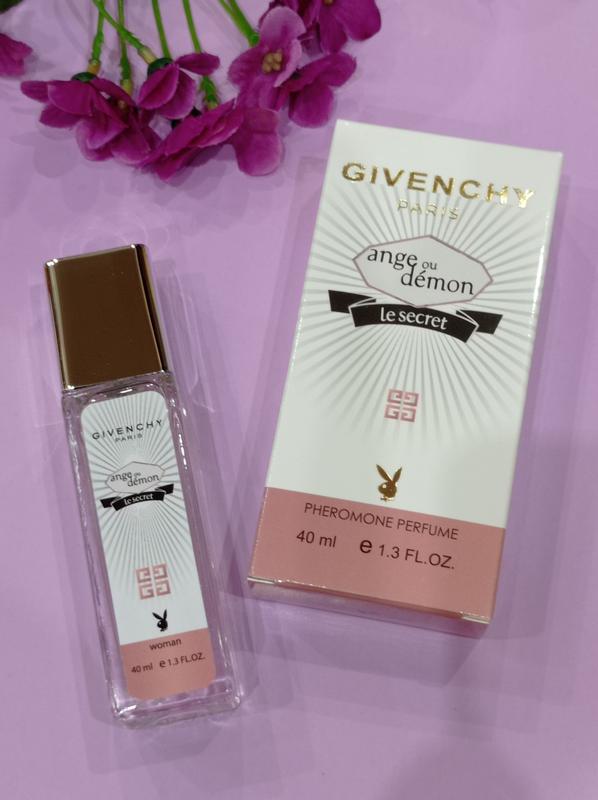 GIVENCHY
PARIS
ange ou
démon
le secret
PHEROMONE PERFUME
40 ml e 1.3 FL.OZ.
GIVENCHY
PARIS
ange ou
démon
le secret
woman
40 ml e 1.3 FL.OZ.